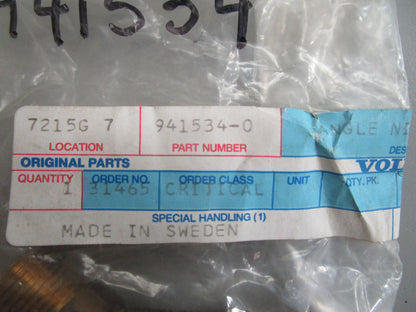 941534
7215G 7 941534-0 ANGLE NI
LOCATION PART NUMBER DES
ORIGINAL PARTS VOL
QUANTITY ORDER NO. ORDER CLASS UNIT QTY. PK.
1 31465 CRITICAL
SPECIAL HANDLING (1)
MADE IN SWEDEN